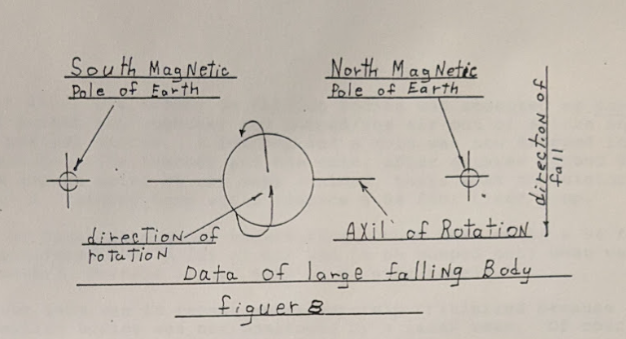 South Magnetic
Pole of Earth
North Magnetic
Pole of Earth
direction of
fall
direction of
rotution
AXil of Rotation
Data of large falling Body
figuer 8